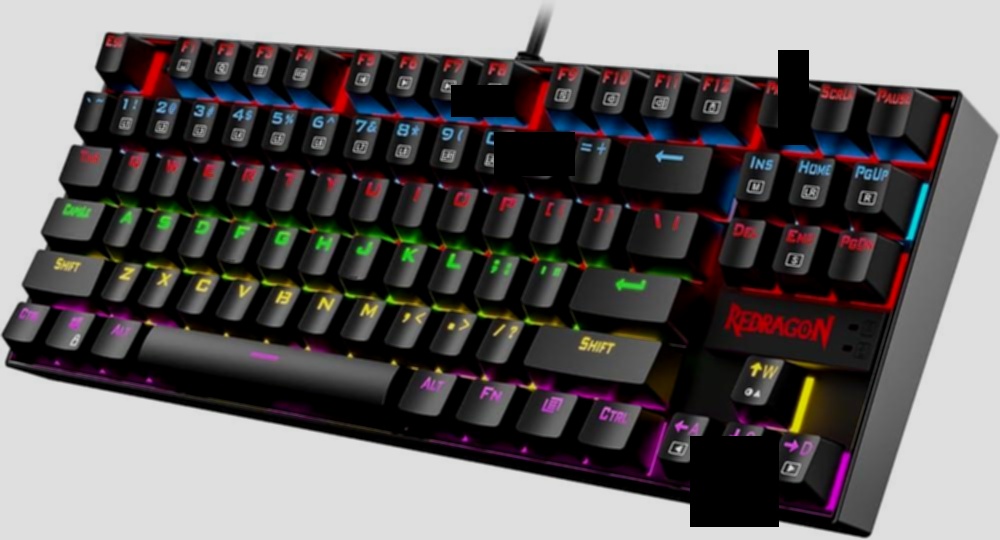 ESC F1 F2 F3 F4 F5 F6 F7 F8 F9 F10 F11 F12 SCRLK PAUSE
1! 2@ 3# 4$ 5% 6^ 7& 8* 9( =+ ← INS HOME PGUP
TAB Q W E R T Y U I O P [{ ]} \| DEL END PGDN
A S D F G H J K L ;: '"
SHIFT Z X C V B N M ,< .> /? SHIFT
REDRAGON
↑W
CTRL ALT ALT FN CTRL ←A →D